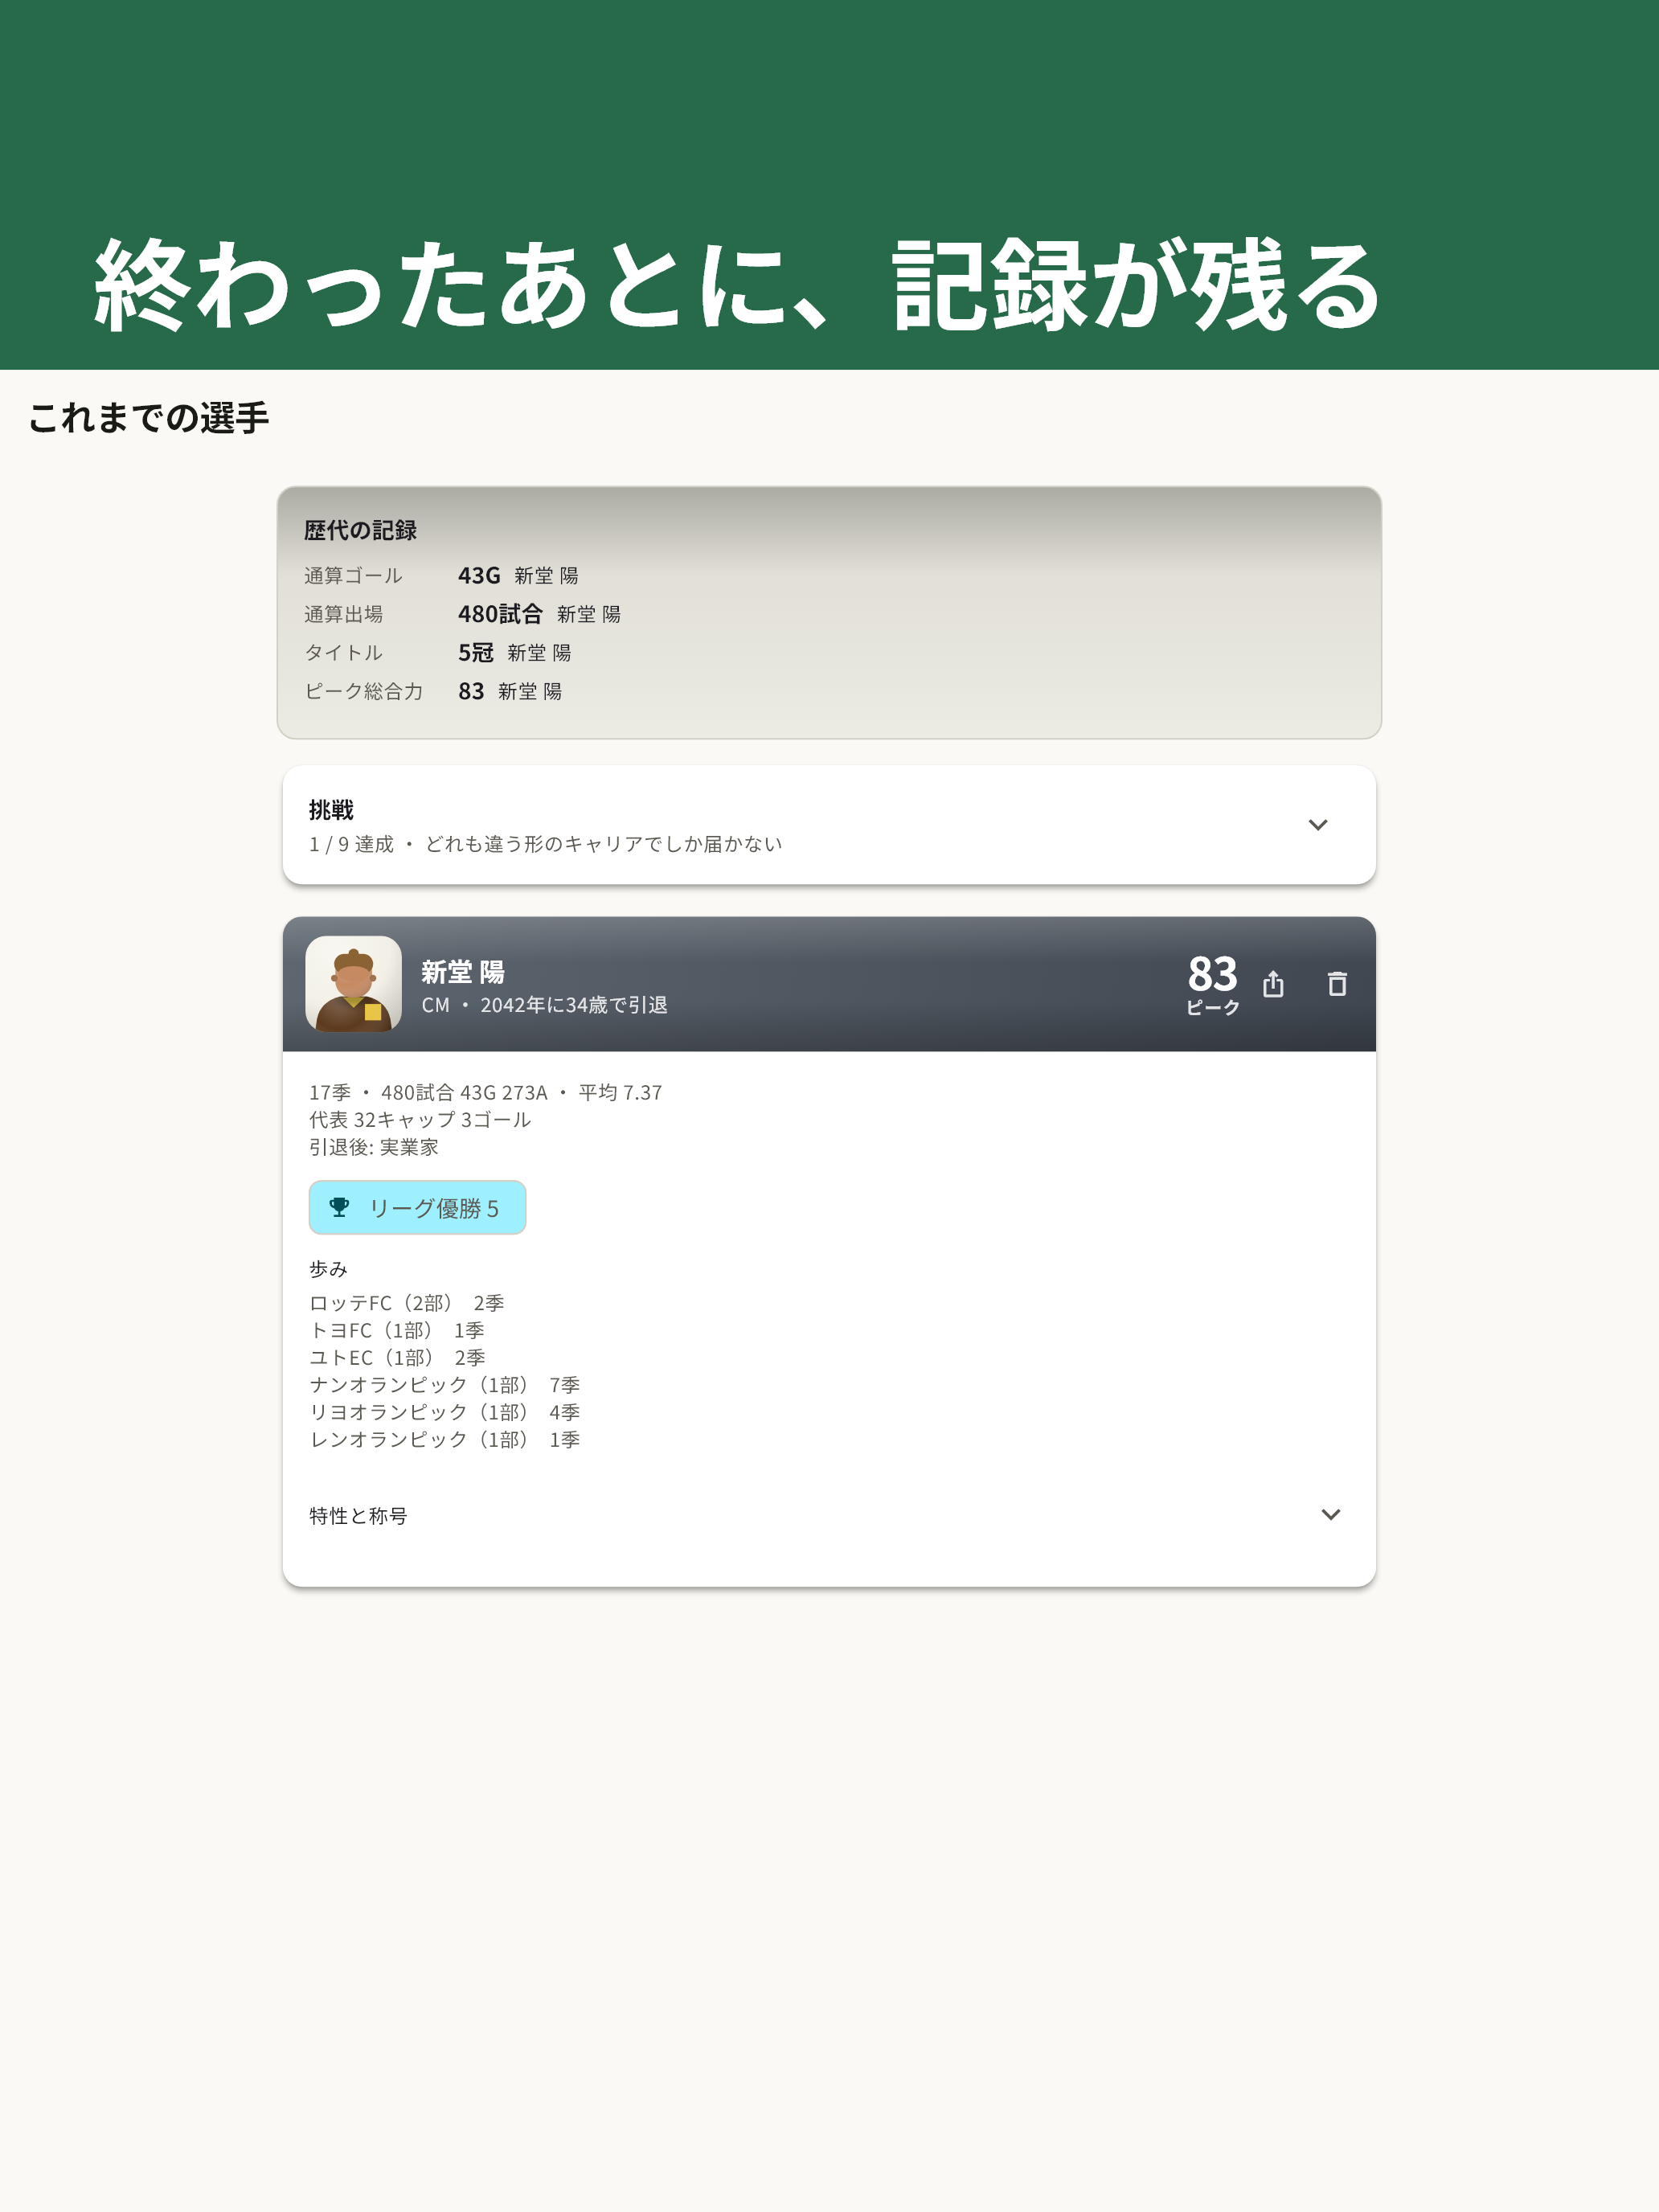 終わったあとに、記録が残る
これまでの選手
歴代の記録
通算ゴール 43G 新堂 陽
通算出場 480試合 新堂 陽
タイトル 5冠 新堂 陽
ピーク総合力 83 新堂 陽
挑戦
1 / 9 達成 ・ どれも違う形のキャリアでしか届かない
新堂 陽
CM ・ 2042年に34歳で引退
83
ピーク
17季 ・ 480試合 43G 273A ・ 平均 7.37
代表 32キャップ 3ゴール
引退後: 実業家
リーグ優勝 5
歩み
ロッテFC（2部） 2季
トヨFC（1部） 1季
ユトEC（1部） 2季
ナンオランピック（1部） 7季
リヨオランピック（1部） 4季
レンオランピック（1部） 1季
特性と称号